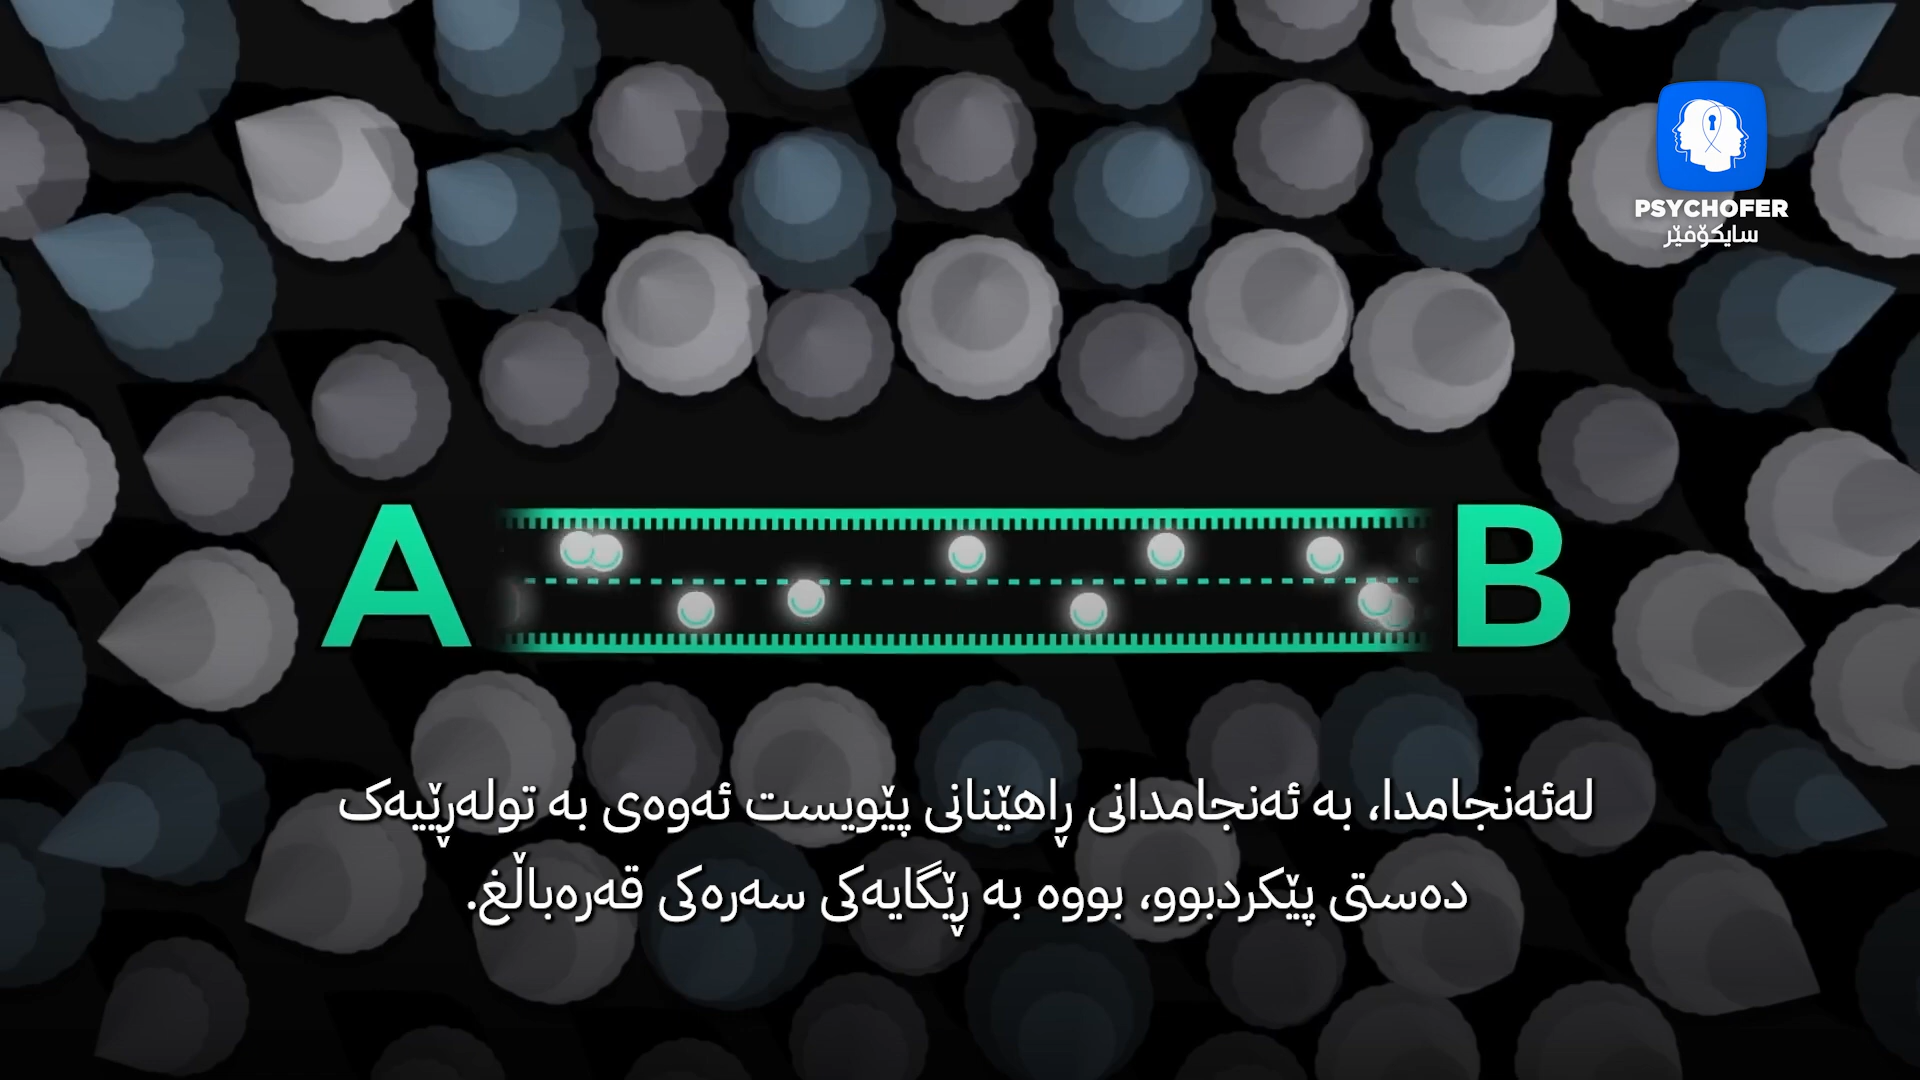 PSYCHOFER
سایکۆفێر
A B
لەئەنجامدا، بە ئەنجامدانی ڕاهێنانی پێویست ئەوەی بە تولەڕێیەک
دەستی پێکردبوو، بووە بە ڕێگایەکی سەرەکی قەرەباڵغ.